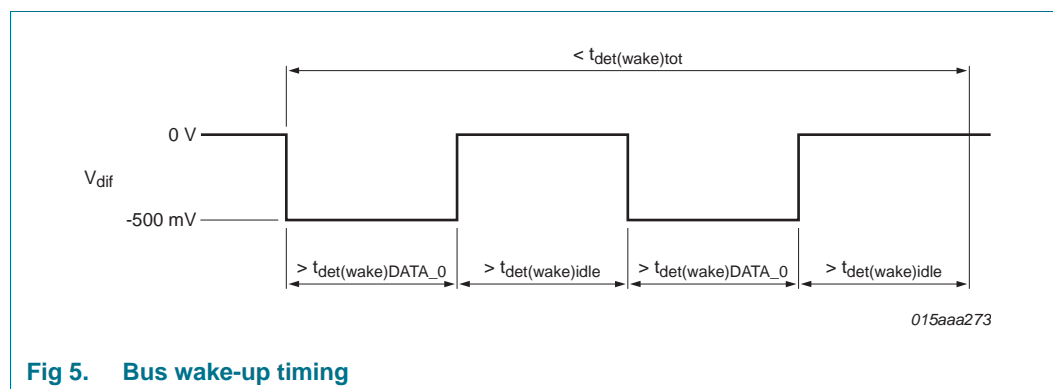 < tdet(wake)tot
0 V
Vdif
-500 mV
> tdet(wake)DATA_0 > tdet(wake)idle > tdet(wake)DATA_0 > tdet(wake)idle
015aaa273
Fig 5. Bus wake-up timing